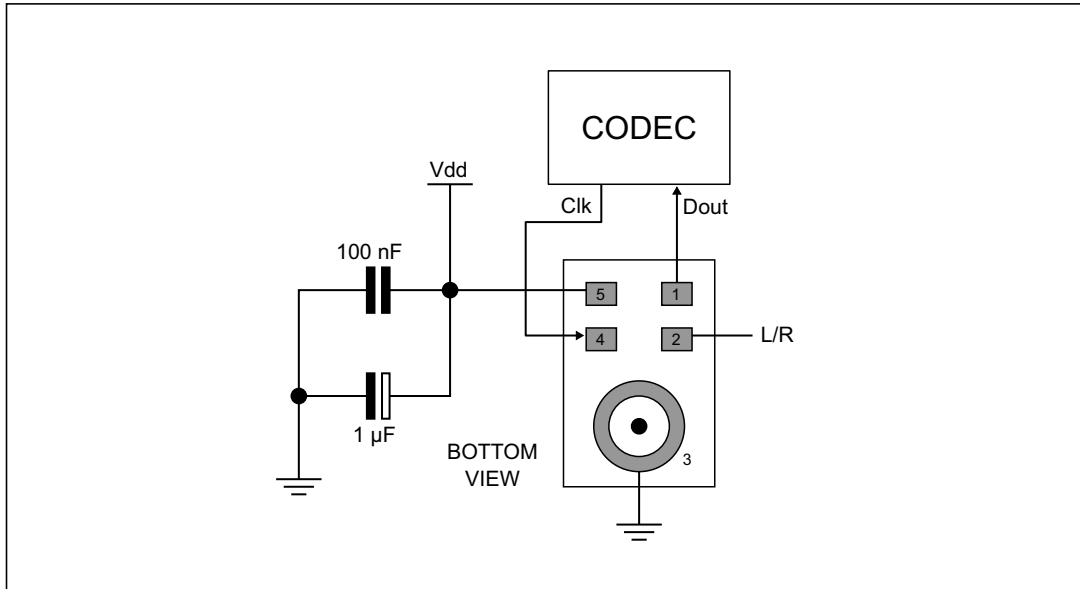 CODEC
Vdd
Clk
Dout
100 nF
5
1
4
2
L/R
1 µF
BOTTOM
VIEW
3